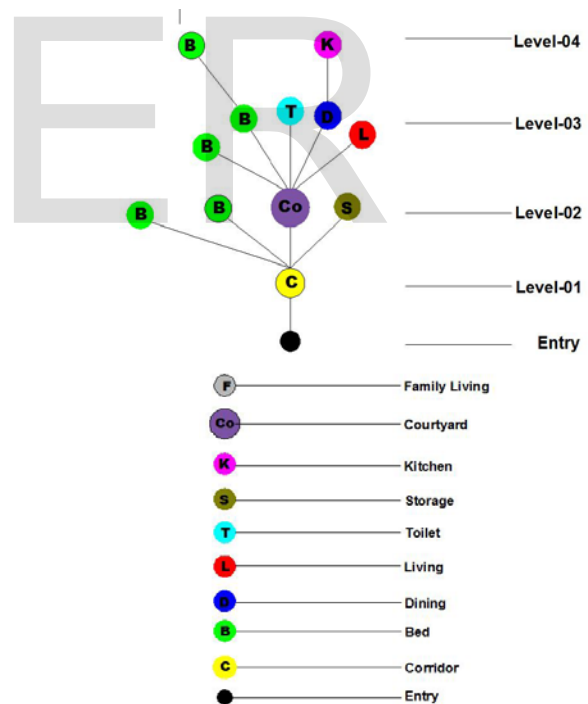 ER
B K Level-04
B T D Level-03
B L
B B Co S Level-02
C Level-01
Entry
F Family Living
Co Courtyard
K Kitchen
S Storage
T Toilet
L Living
D Dining
B Bed
C Corridor
Entry